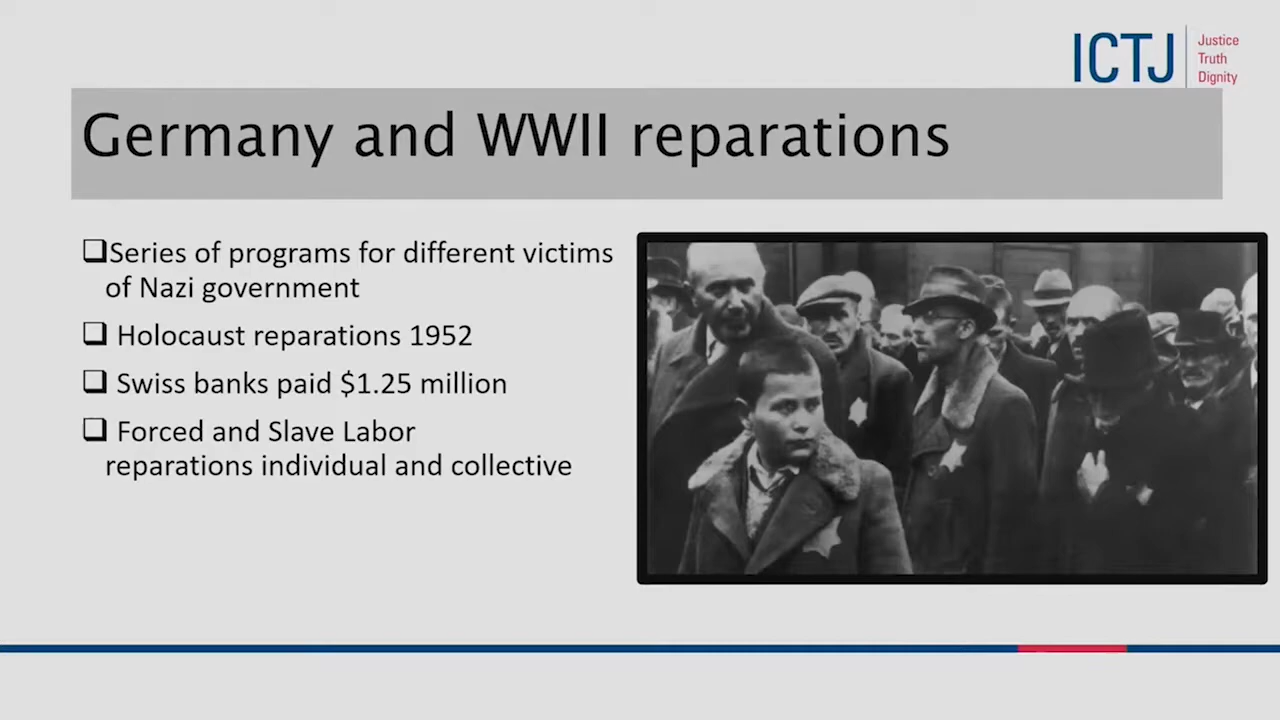 ICTJ
Justice
Truth
Dignity
Germany and WWII reparations
❑Series of programs for different victims
of Nazi government
❑ Holocaust reparations 1952
❑ Swiss banks paid $1.25 million
❑ Forced and Slave Labor
reparations individual and collective